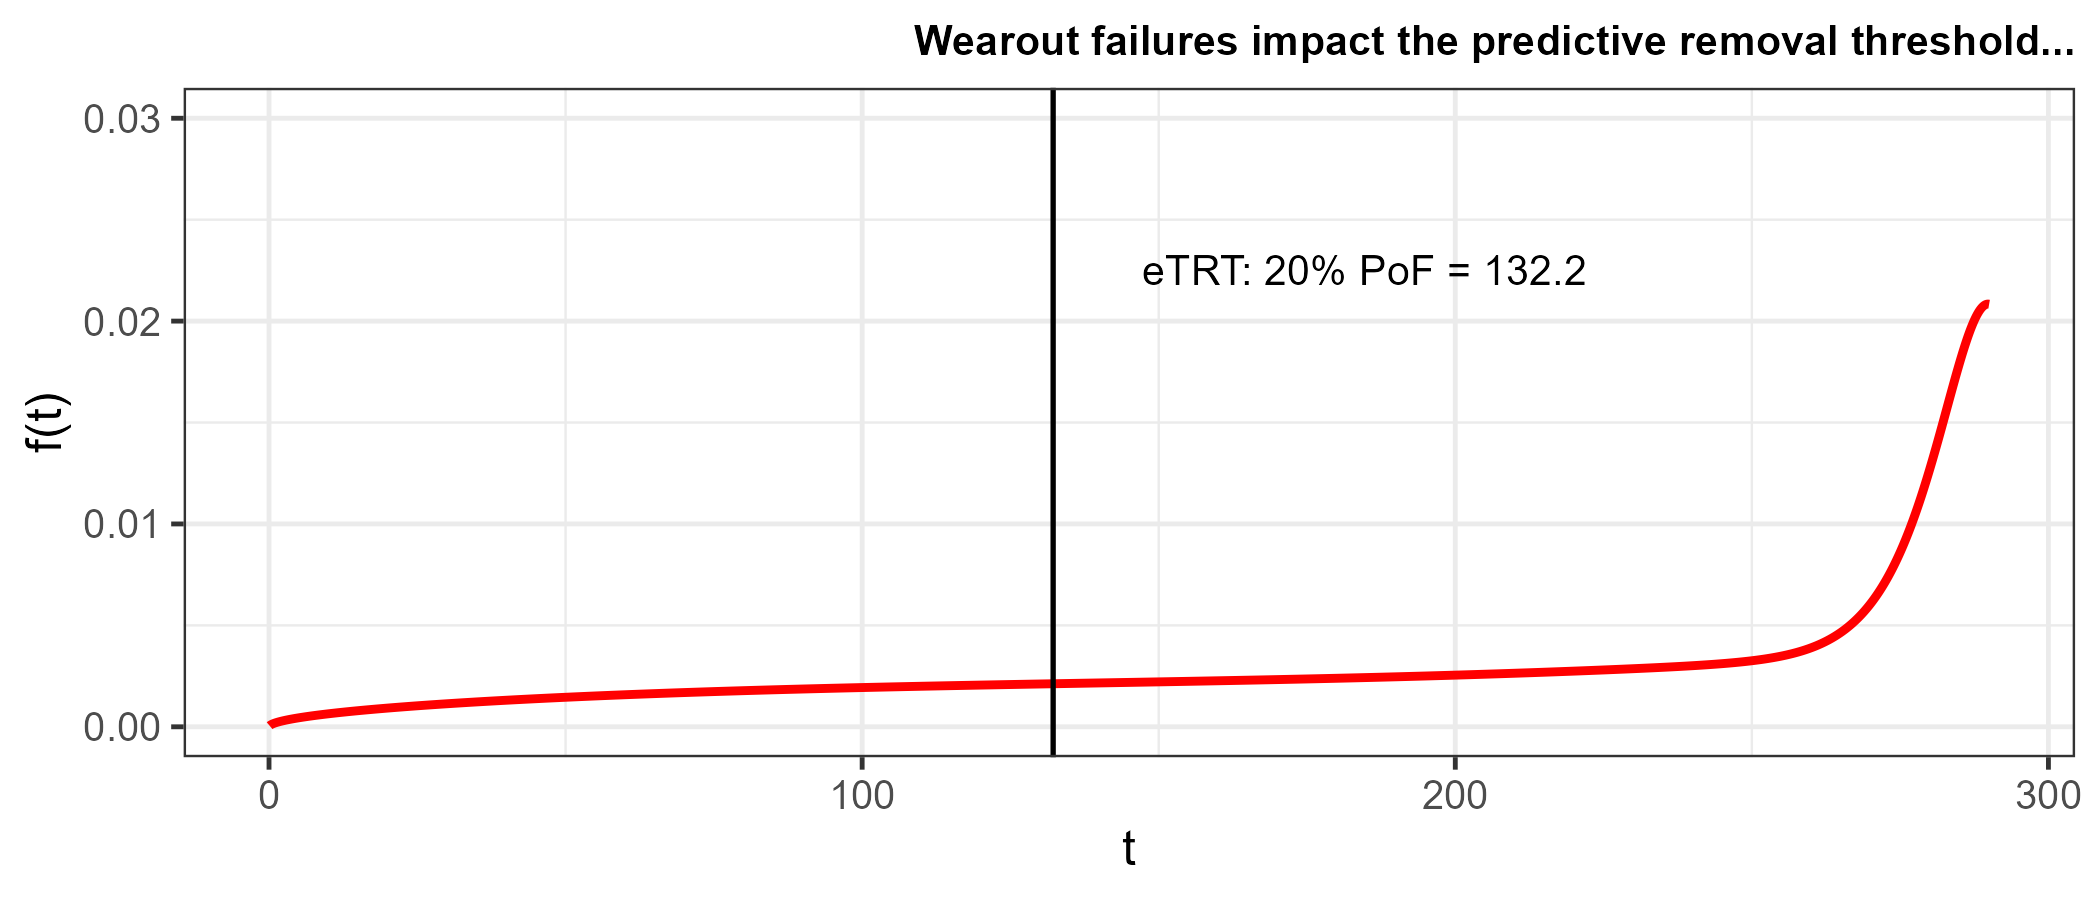 Wearout failures impact the predictive removal threshold...
0.03
0.02
0.01
0.00
f(t)
eTRT: 20% PoF = 132.2
0 100 200 300
t